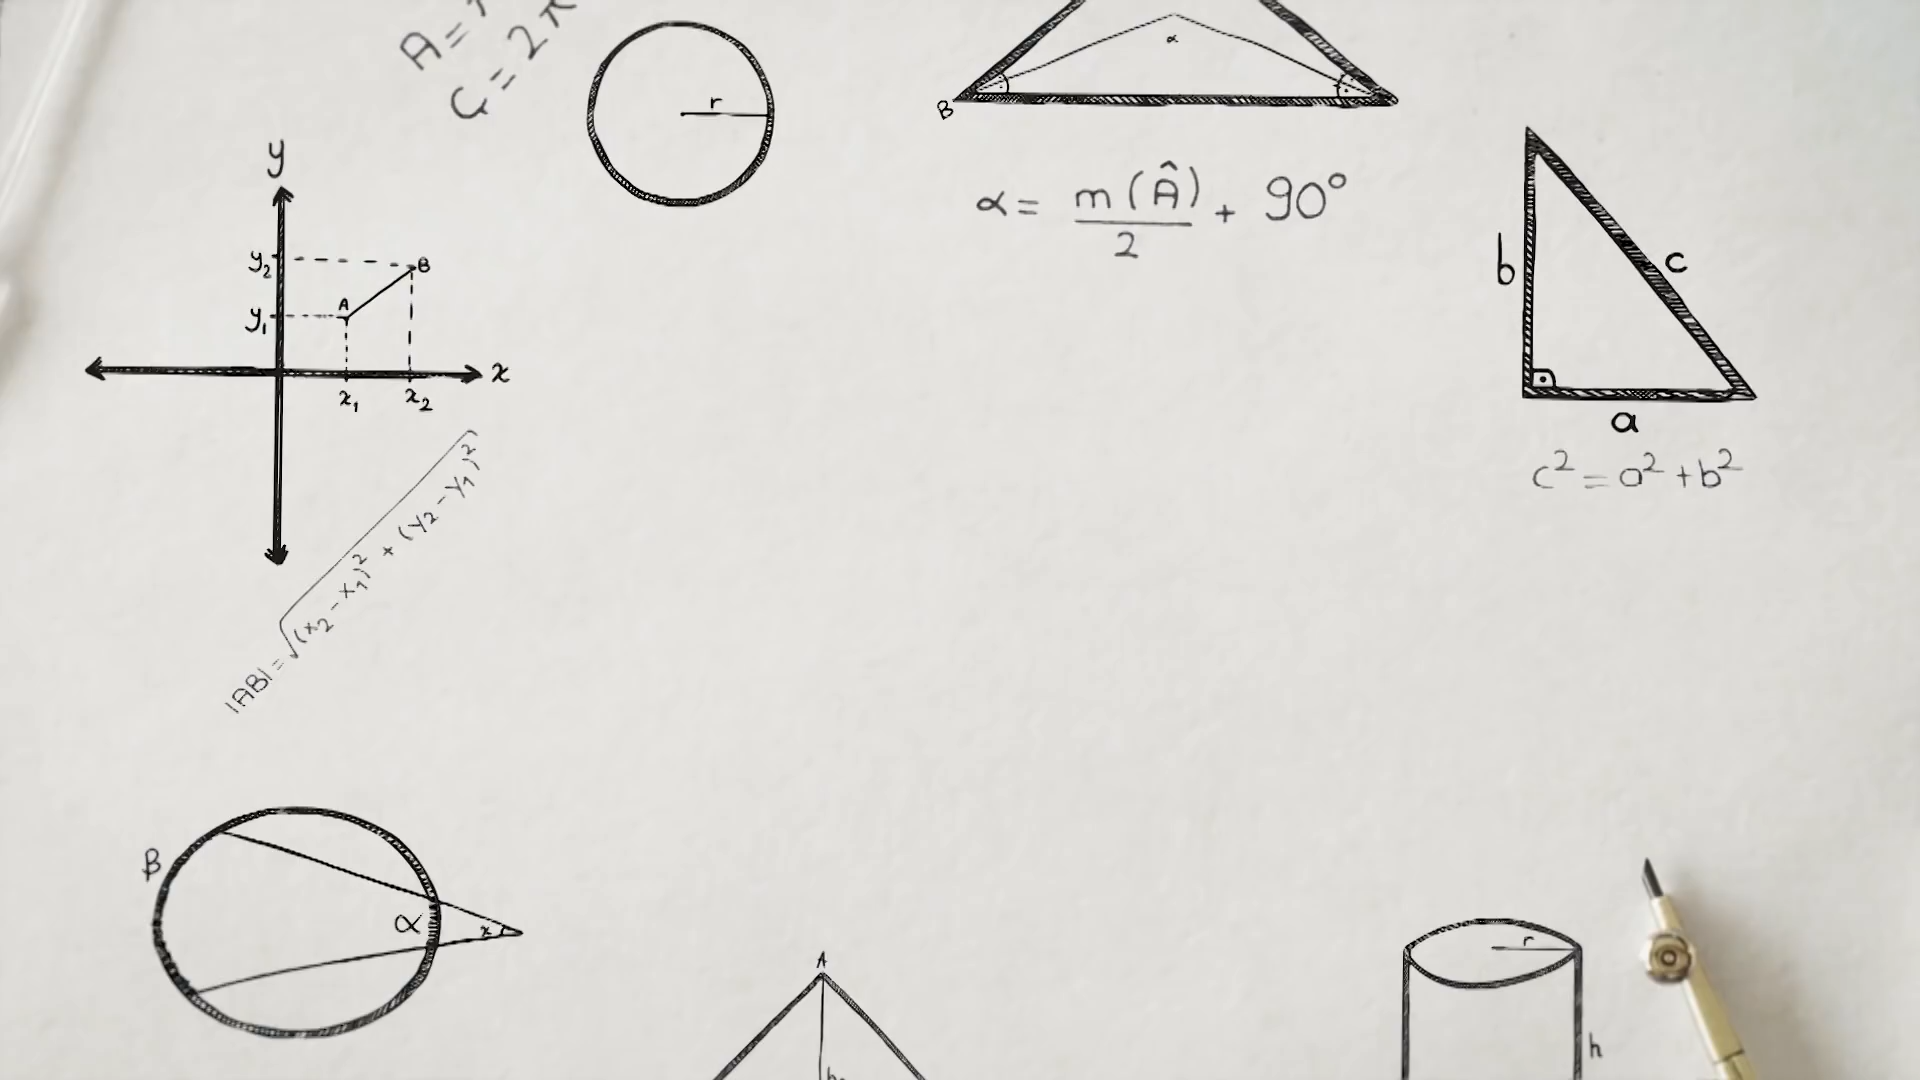 A=
C=2π
r
α
B
α = m(Â)/2 + 90°
y
y₂
B
A
y₁
x
x₁
x₂
|AB|=√(x₂-x₁)²+(y₂-y₁)²
b
c
a
c²=a²+b²
β
α
x
A
r
h